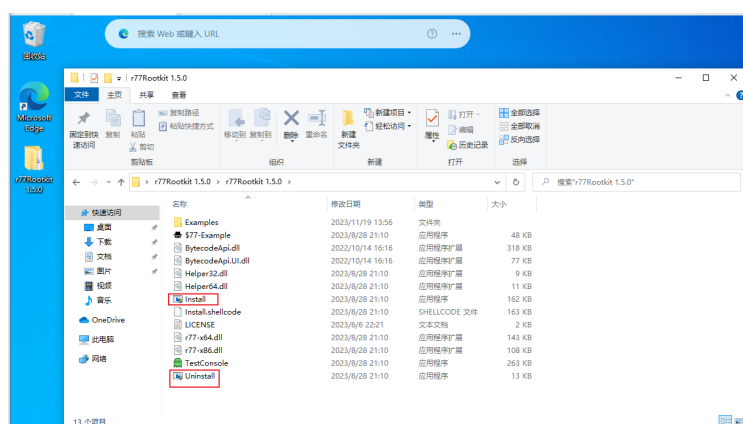 搜索 Web 或键入 URL
回收站
Microsoft Edge
r77Rootkit 1.5.0
r77Rootkit 1.5.0
文件 主页 共享 查看
固定到快速访问
复制
粘贴
复制路径
粘贴快捷方式
剪切
剪贴板
移动到 复制到 删除 重命名
组织
新建文件夹
新建项目
轻松访问
新建
属性
打开
编辑
历史记录
打开
全部选择
全部取消
反向选择
选择
r77Rootkit 1.5.0 › r77Rootkit 1.5.0 ›
搜索"r77Rootkit 1.5.0"
快速访问
桌面
下载
文档
图片
视频
音乐
OneDrive
此电脑
网络
名称 修改日期 类型 大小
Examples 2023/11/19 13:56 文件夹
$77-Example 2023/8/28 21:10 应用程序 48 KB
BytecodeApi.dll 2022/10/14 16:16 应用程序扩展 318 KB
BytecodeApi.UI.dll 2022/10/14 16:16 应用程序扩展 77 KB
Helper32.dll 2023/8/28 21:10 应用程序扩展 9 KB
Helper64.dll 2023/8/28 21:10 应用程序扩展 11 KB
Install 2023/8/28 21:10 应用程序 162 KB
Install.shellcode 2023/8/28 21:10 SHELLCODE 文件 163 KB
LICENSE 2023/6/6 22:21 文本文档 2 KB
r77-x64.dll 2023/8/28 21:10 应用程序扩展 143 KB
r77-x86.dll 2023/8/28 21:10 应用程序扩展 108 KB
TestConsole 2023/8/28 21:10 应用程序 263 KB
Uninstall 2023/8/28 21:10 应用程序 13 KB
13 个项目